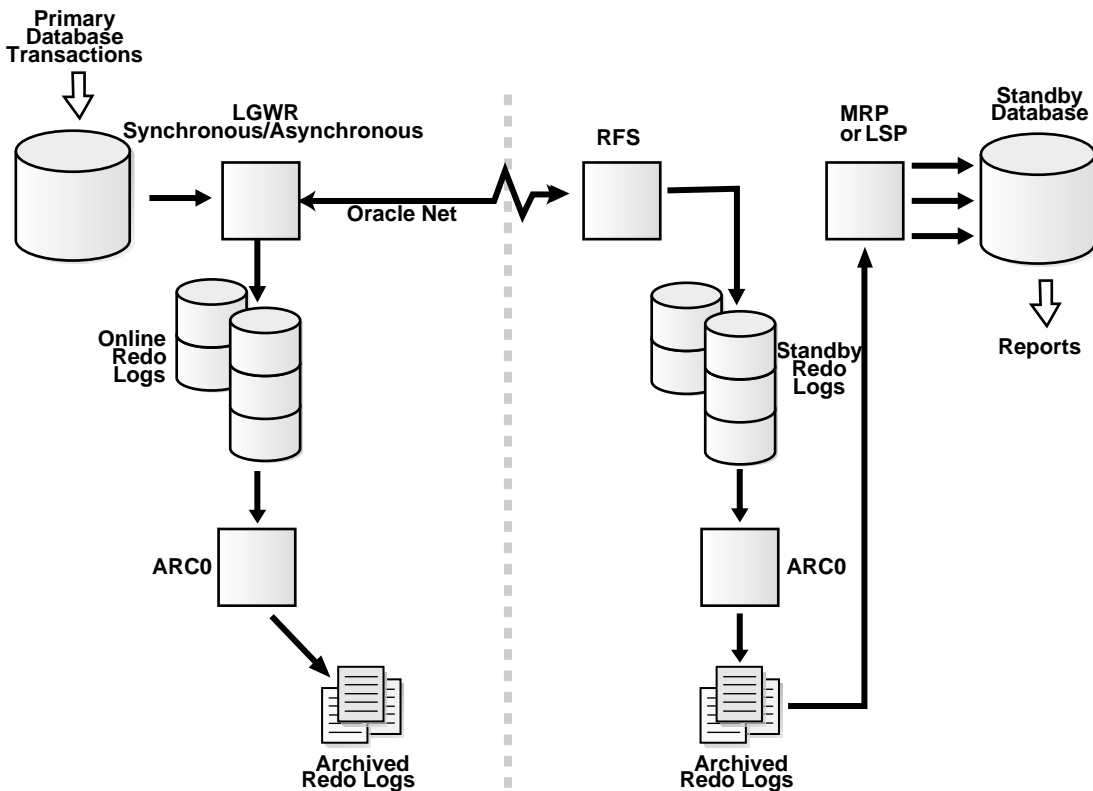 Primary
Database
Transactions
LGWR
Synchronous/Asynchronous
Oracle Net
Online
Redo
Logs
ARC0
Archived
Redo Logs
RFS
Standby
Redo
Logs
ARC0
Archived
Redo Logs
MRP
or LSP
Standby
Database
Reports